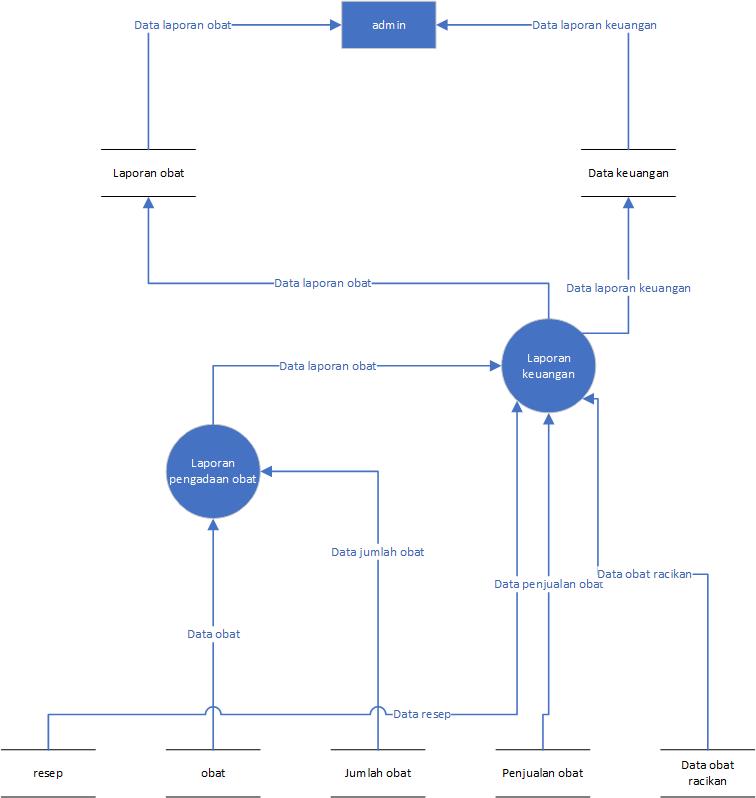 Data laporan obat
admin
Data laporan keuangan
Laporan obat
Data keuangan
Data laporan obat
Data laporan keuangan
Laporan
keuangan
Data laporan obat
Laporan
pengadaan obat
Data jumlah obat
Data obat racikan
Data penjualan obat
Data obat
Data resep
resep
obat
Jumlah obat
Penjualan obat
Data obat
racikan